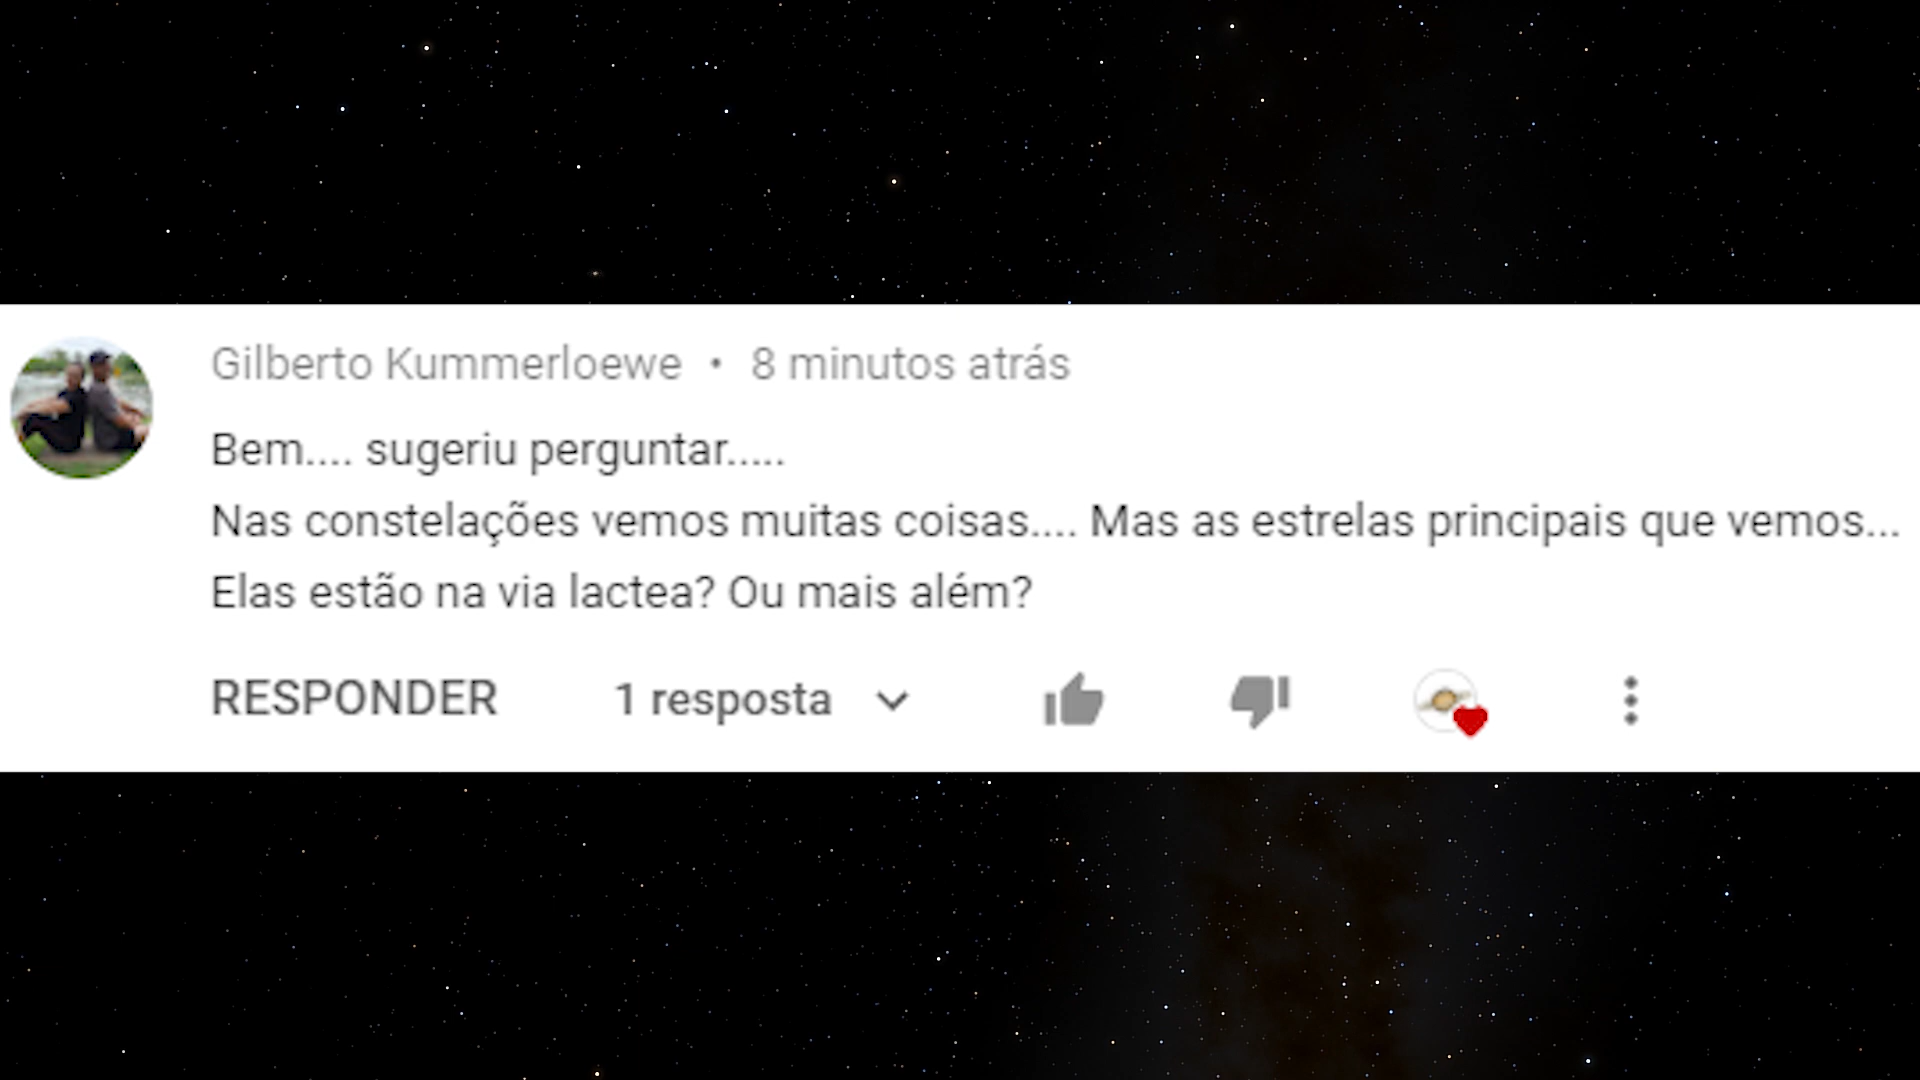 Gilberto Kummerloewe • 8 minutos atrás
Bem.... sugeriu perguntar.....
Nas constelações vemos muitas coisas.... Mas as estrelas principais que vemos...
Elas estão na via lactea? Ou mais além?
RESPONDER 1 resposta